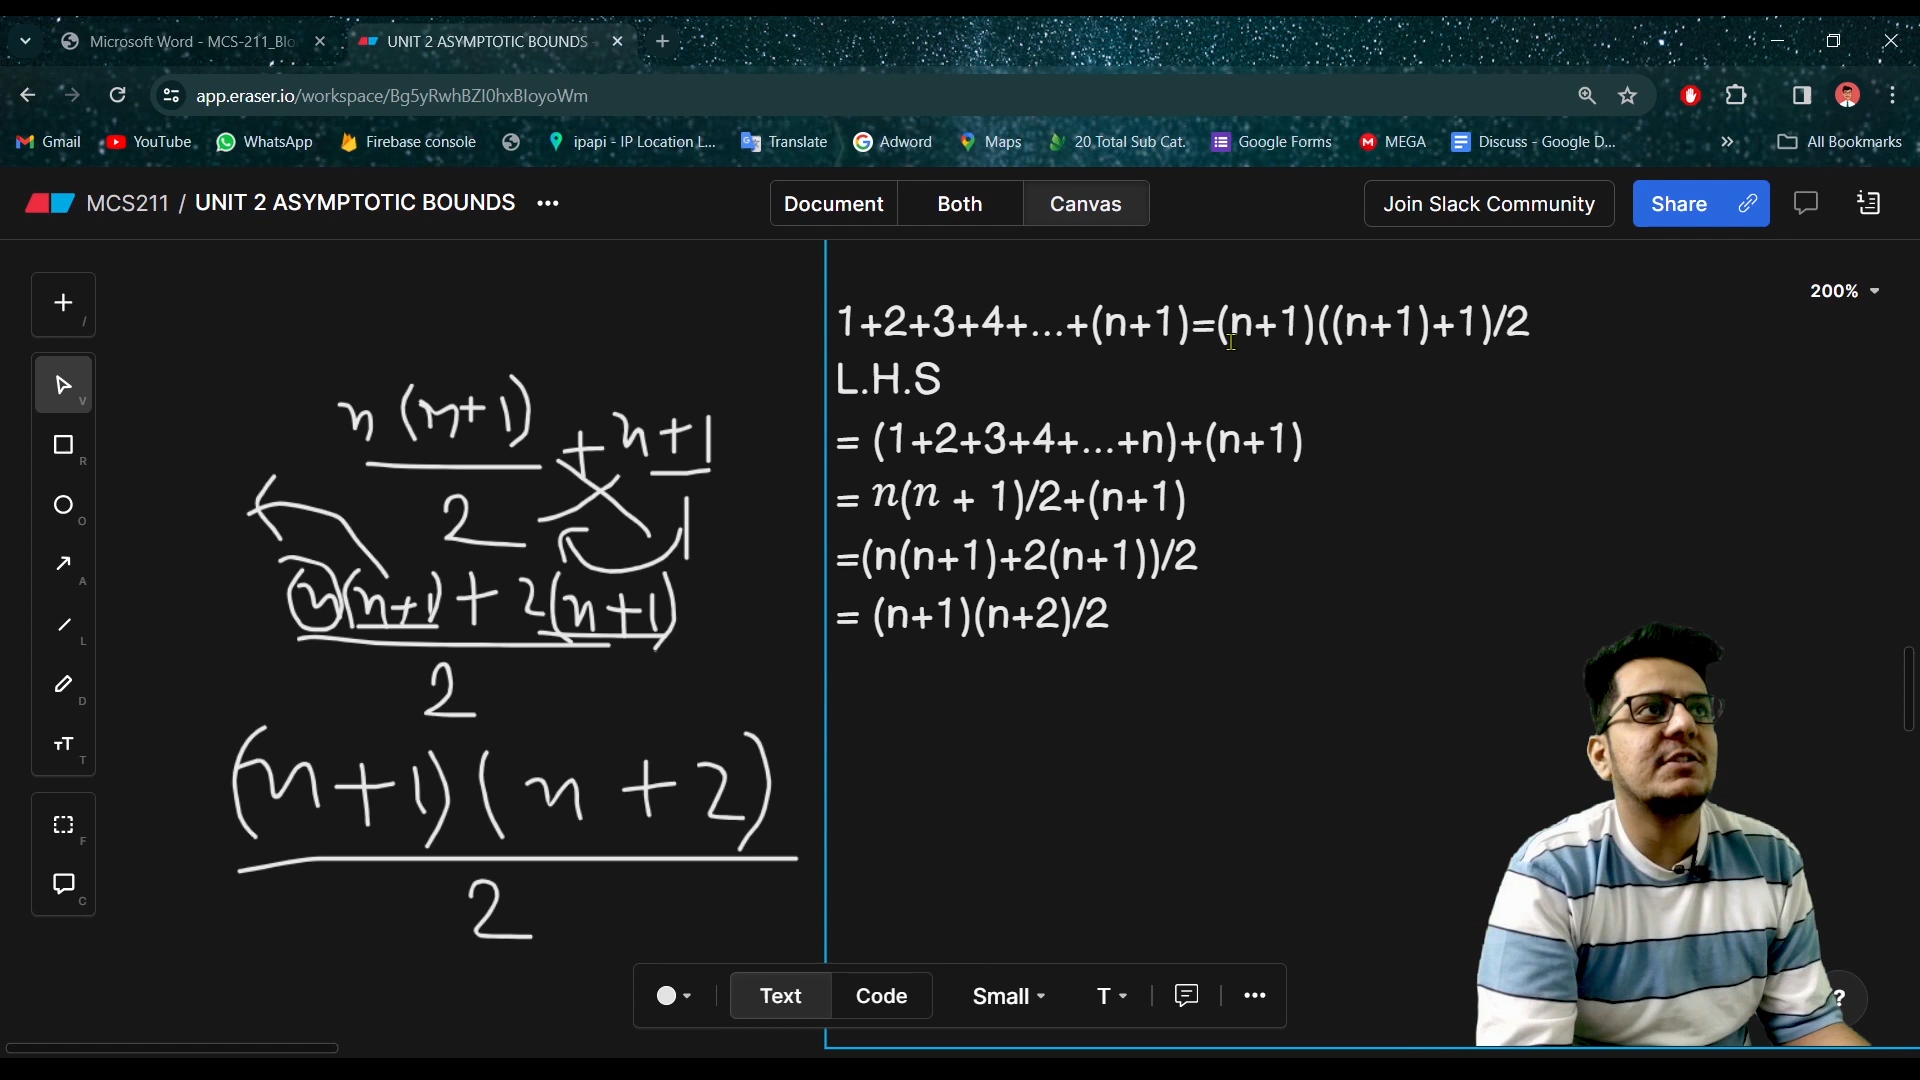 Microsoft Word - MCS-211_Blo
UNIT 2 ASYMPTOTIC BOUNDS
app.eraser.io/workspace/Bg5yRwhBZI0hxBIoyoWm
Gmail
YouTube
WhatsApp
Firebase console
ipapi - IP Location L...
Translate
Adword
Maps
20 Total Sub Cat.
Google Forms
MEGA
Discuss - Google D...
»
All Bookmarks
MCS211 / UNIT 2 ASYMPTOTIC BOUNDS
Document
Both
Canvas
Join Slack Community
Share
200%
/
V
R
O
A
L
D
T
F
C
n(n+1)
+n+1
2
1
n(n+1)+2(n+1)
2
(n+1)(n+2)
2
1+2+3+4+...+(n+1)=(n+1)((n+1)+1)/2
L.H.S
= (1+2+3+4+...+n)+(n+1)
= 𝑛(𝑛 + 1)/2+(n+1)
=(n(n+1)+2(n+1))/2
= (n+1)(n+2)/2
Text
Code
Small
T
?